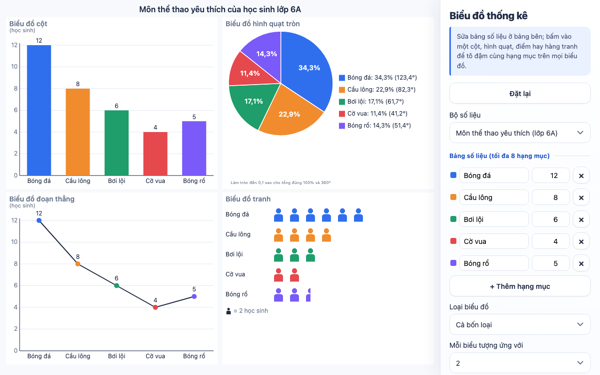 Môn thể thao yêu thích của học sinh lớp 6A
Biểu đồ cột
(học sinh)
12
10
8
6
4
2
0
12
8
6
4
5
Bóng đá
Cầu lông
Bơi lội
Cờ vua
Bóng rổ
Biểu đồ hình quạt tròn
34,3%
22,9%
17,1%
11,4%
14,3%
Bóng đá: 34,3% (123,4°)
Cầu lông: 22,9% (82,3°)
Bơi lội: 17,1% (61,7°)
Cờ vua: 11,4% (41,2°)
Bóng rổ: 14,3% (51,4°)
Làm tròn đến 0,1 sao cho tổng đúng 100% và 360°
Biểu đồ đoạn thẳng
(học sinh)
12
10
8
6
4
2
0
12
8
6
4
5
Bóng đá
Cầu lông
Bơi lội
Cờ vua
Bóng rổ
Biểu đồ tranh
Bóng đá
Cầu lông
Bơi lội
Cờ vua
Bóng rổ
= 2 học sinh
Biểu đồ thống kê
Sửa bảng số liệu ở bảng bên; bấm vào
một cột, hình quạt, điểm hay hàng tranh
để tô đậm cùng hạng mục trên mọi biểu
đồ.
Đặt lại
Bộ số liệu
Môn thể thao yêu thích (lớp 6A)
Bảng số liệu (tối đa 8 hạng mục)
Bóng đá 12 ×
Cầu lông 8 ×
Bơi lội 6 ×
Cờ vua 4 ×
Bóng rổ 5 ×
+ Thêm hạng mục
Loại biểu đồ
Cả bốn loại
Mỗi biểu tượng ứng với
2